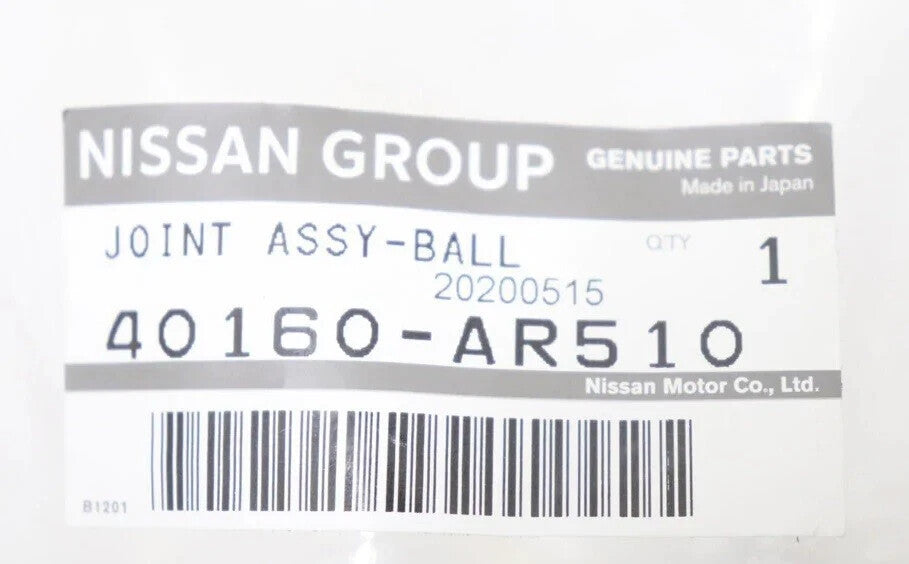 NISSAN GROUP
GENUINE PARTS
Made in Japan
JOINT ASSY-BALL
QTY
1
20200515
40160-AR510
Nissan Motor Co., Ltd.
B1201